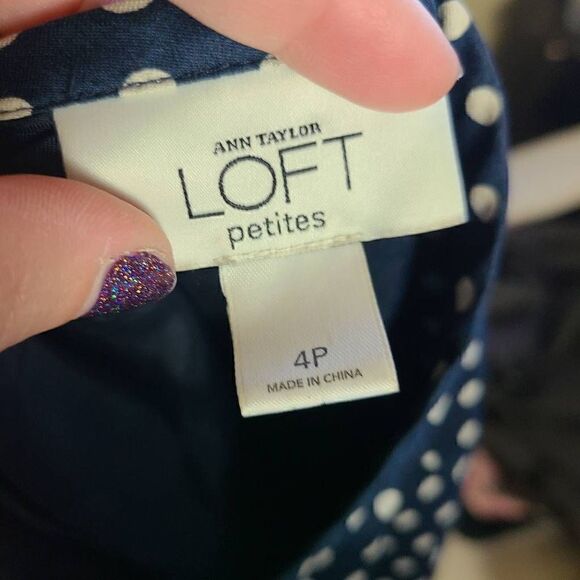 ANN TAYLOR
LOFT
petites
4P
MADE IN CHINA